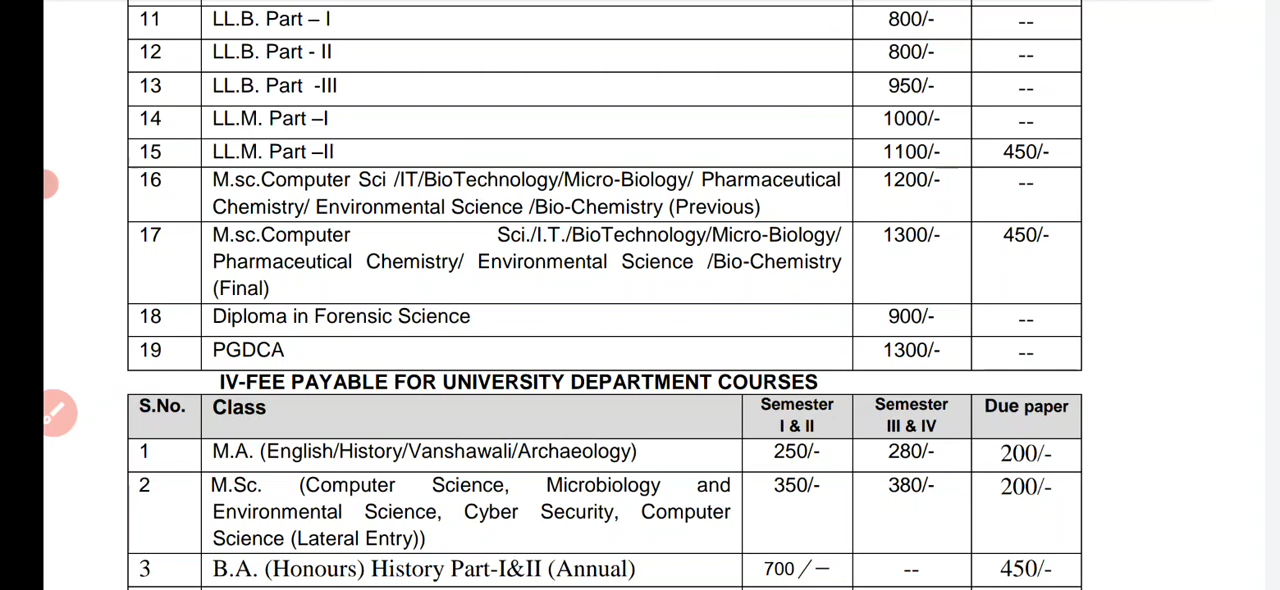 11 LL.B. Part – I 800/- --
12 LL.B. Part - II 800/- --
13 LL.B. Part -III 950/- --
14 LL.M. Part –I 1000/- --
15 LL.M. Part –II 1100/- 450/-
16 M.sc.Computer Sci /IT/BioTechnology/Micro-Biology/ Pharmaceutical 1200/- --
Chemistry/ Environmental Science /Bio-Chemistry (Previous)
17 M.sc.Computer Sci./I.T./BioTechnology/Micro-Biology/ 1300/- 450/-
Pharmaceutical Chemistry/ Environmental Science /Bio-Chemistry
(Final)
18 Diploma in Forensic Science 900/- --
19 PGDCA 1300/- --
IV-FEE PAYABLE FOR UNIVERSITY DEPARTMENT COURSES
S.No. Class Semester Semester Due paper
I & II III & IV
1 M.A. (English/History/Vanshawali/Archaeology) 250/- 280/- 200/-
2 M.Sc. (Computer Science, Microbiology and 350/- 380/- 200/-
Environmental Science, Cyber Security, Computer
Science (Lateral Entry))
3 B.A. (Honours) History Part-I&II (Annual) 700/– -- 450/-